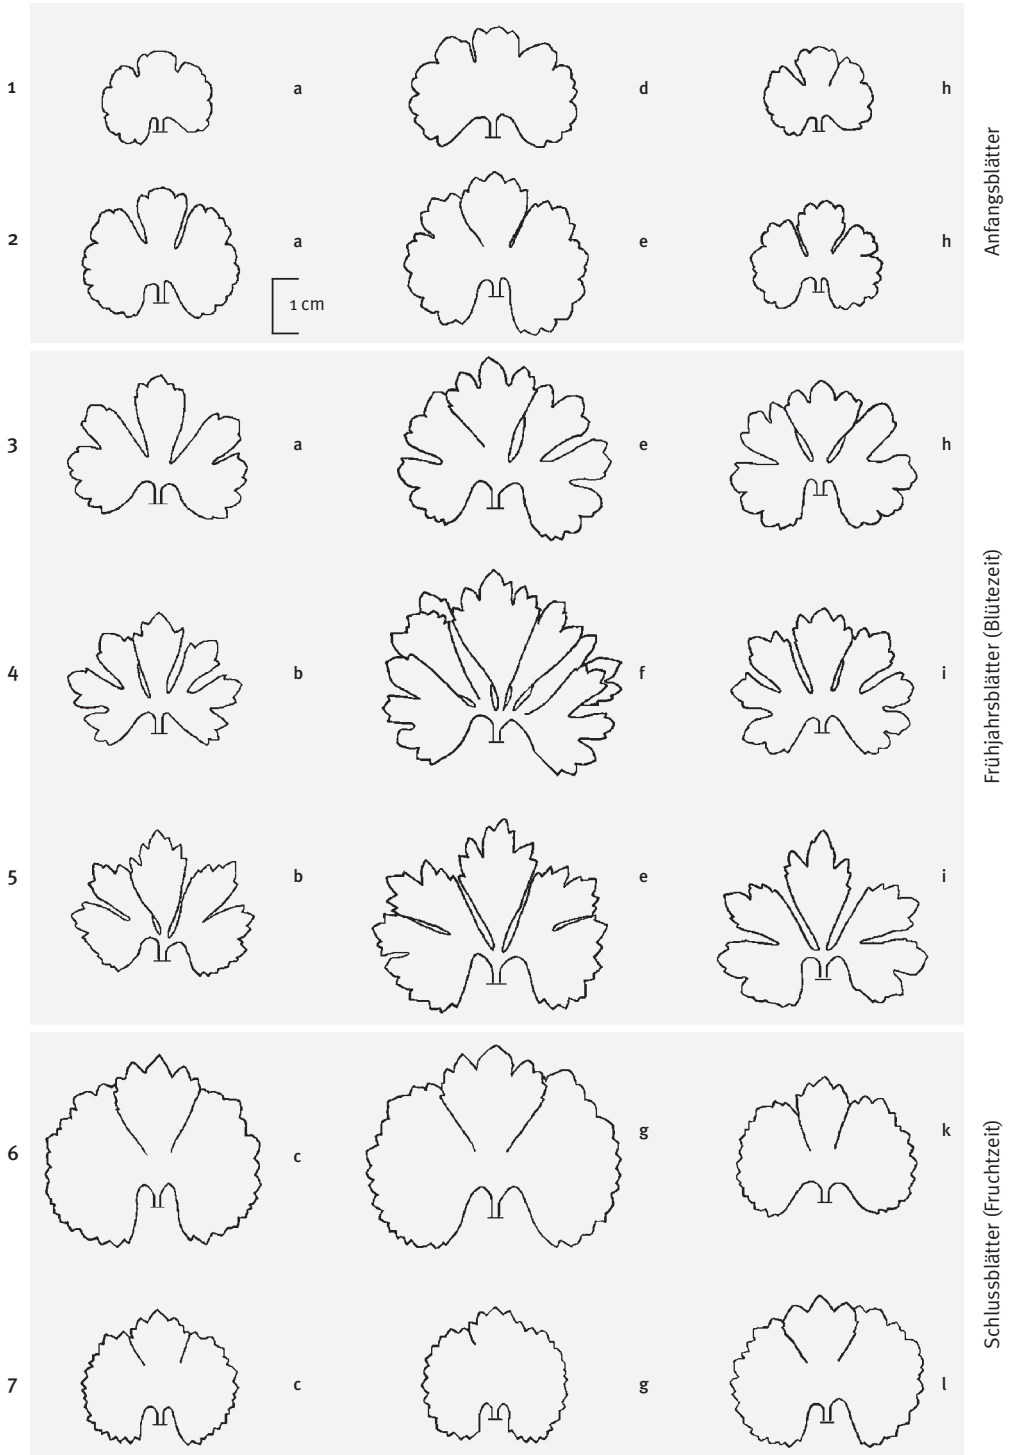 1 a d h
2 a e h
1 cm
Anfangsblätter
3 a e h
4 b f i
5 b e i
Frühjahrsblätter (Blütezeit)
6 c g k
7 c g l
Schlussblätter (Fruchtzeit)